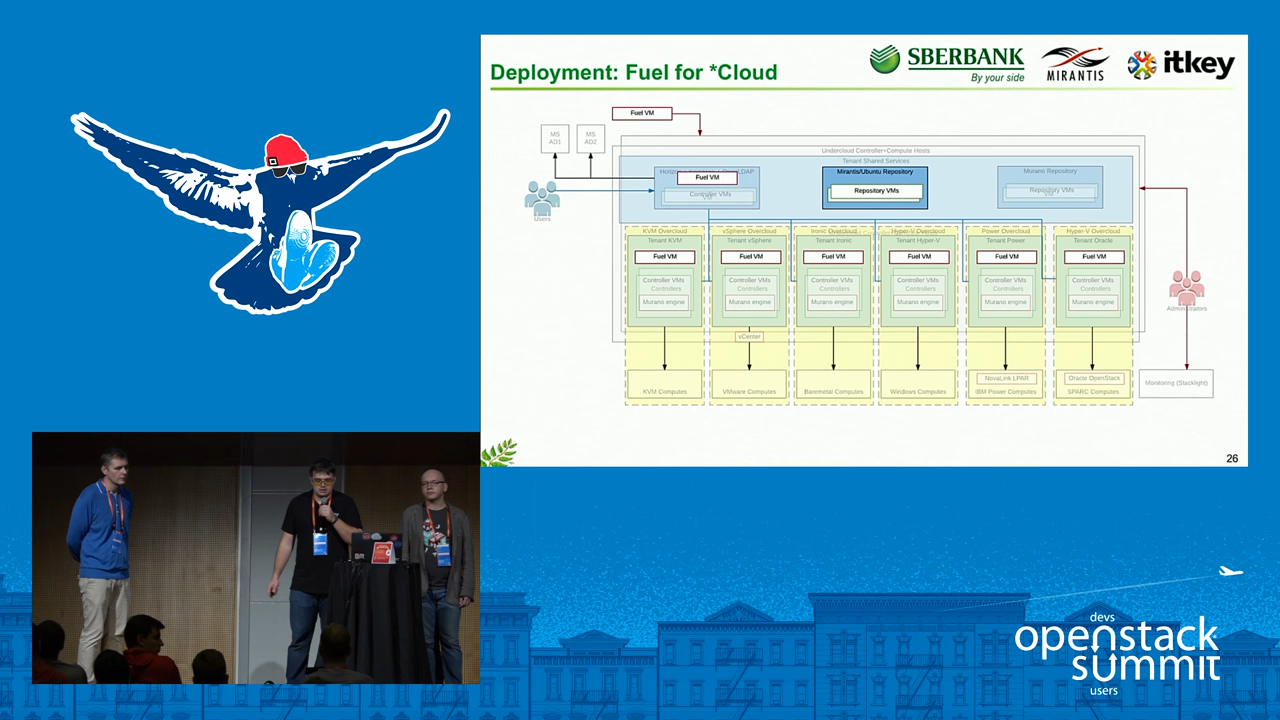 Deployment: Fuel for *Cloud
SBERBANK
By your side
MIRANTIS
itkey
Fuel VM
MS
AD1
MS
AD2
Undercloud Controller+Compute Hosts
Tenant Shared Services
Fuel VM
Controller VMs
Mirantis/Ubuntu Repository
Repository VMs
Murano Repository
Repository VMs
Users
KVM Overcloud
vSphere Overcloud
Ironic Overcloud
Hyper-V Overcloud
Power Overcloud
Hyper-V Overcloud
Tenant KVM
Tenant vSphere
Tenant Ironic
Tenant Hyper-V
Tenant Power
Tenant Oracle
Fuel VM
Fuel VM
Fuel VM
Fuel VM
Fuel VM
Fuel VM
Controller VMs
Controller VMs
Controller VMs
Controller VMs
Controller VMs
Controller VMs
Controllers
Controllers
Controllers
Controllers
Controllers
Controllers
Murano engine
Murano engine
Murano engine
Murano engine
Murano engine
Murano engine
Administrators
vCenter
NovaLink LPAR
Oracle OpenStack
KVM Computes
VMware Computes
Baremetal Computes
Windows Computes
IBM Power Computes
SPARC Computes
Monitoring (Stacklight)
26
devs
openstack
summit
users